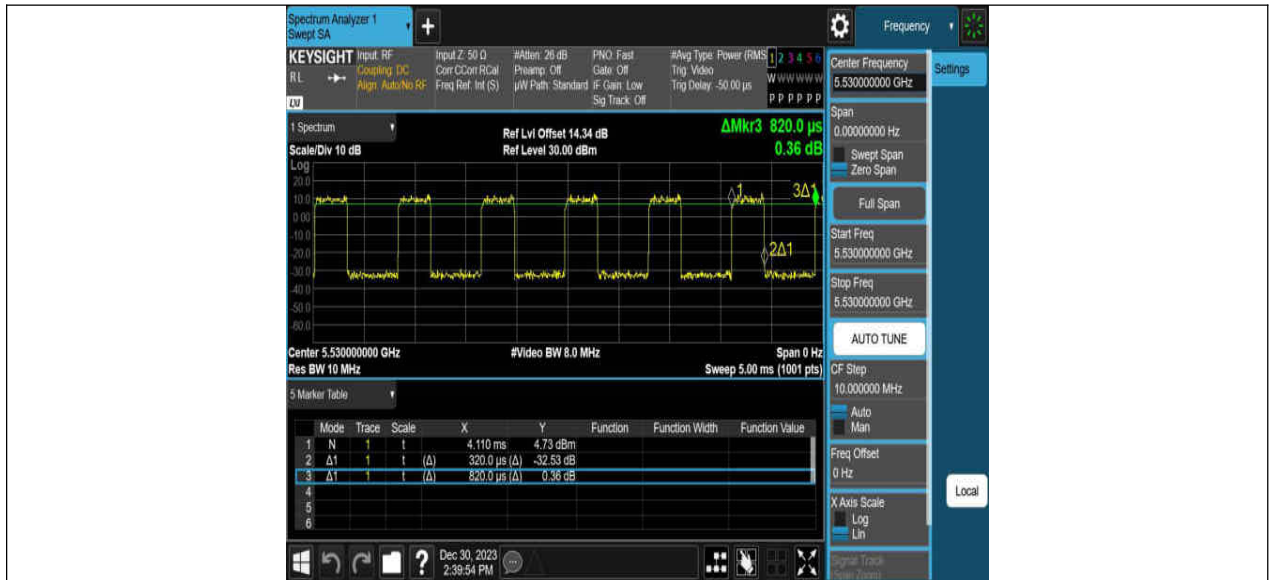 Spectrum Analyzer 1
Swept SA
+
Frequency
KEYSIGHT
RL
LXI
Input: RF
Coupling: DC
Align: Auto/No RF
Input Z: 50 Ω
Corr CCorr RCal
Freq Ref: Int (S)
#Atten: 26 dB
Preamp: Off
µW Path: Standard
PNO: Fast
Gate: Off
IF Gain: Low
Sig Track: Off
#Avg Type: Power (RMS
Trig: Video
Trig Delay: -50.00 µs
1 2 3 4 5 6
W W W W W W
P P P P P P
1 Spectrum
Scale/Div 10 dB
Ref Lvl Offset 14.34 dB
Ref Level 30.00 dBm
ΔMkr3 820.0 µs
0.36 dB
Log
20.0
10.0
0.00
-10.0
-20.0
-30.0
-40.0
-50.0
-60.0
1
3Δ1
2Δ1
Center 5.530000000 GHz
#Video BW 8.0 MHz
Span 0 Hz
Res BW 10 MHz
Sweep 5.00 ms (1001 pts)
5 Marker Table
Mode Trace Scale X Y Function Function Width Function Value
1 N 1 t 4.110 ms 4.73 dBm
2 Δ1 1 t (Δ) 320.0 µs (Δ) -32.53 dB
3 Δ1 1 t (Δ) 820.0 µs (Δ) 0.36 dB
4
5
6
?
Dec 30, 2023
2:39:54 PM
Center Frequency
5.530000000 GHz
Settings
Span
0.00000000 Hz
Swept Span
Zero Span
Full Span
Start Freq
5.530000000 GHz
Stop Freq
5.530000000 GHz
AUTO TUNE
CF Step
10.000000 MHz
Auto
Man
Freq Offset
0 Hz
X Axis Scale
Log
Lin
Local
Signal Track
(Span Zoom)